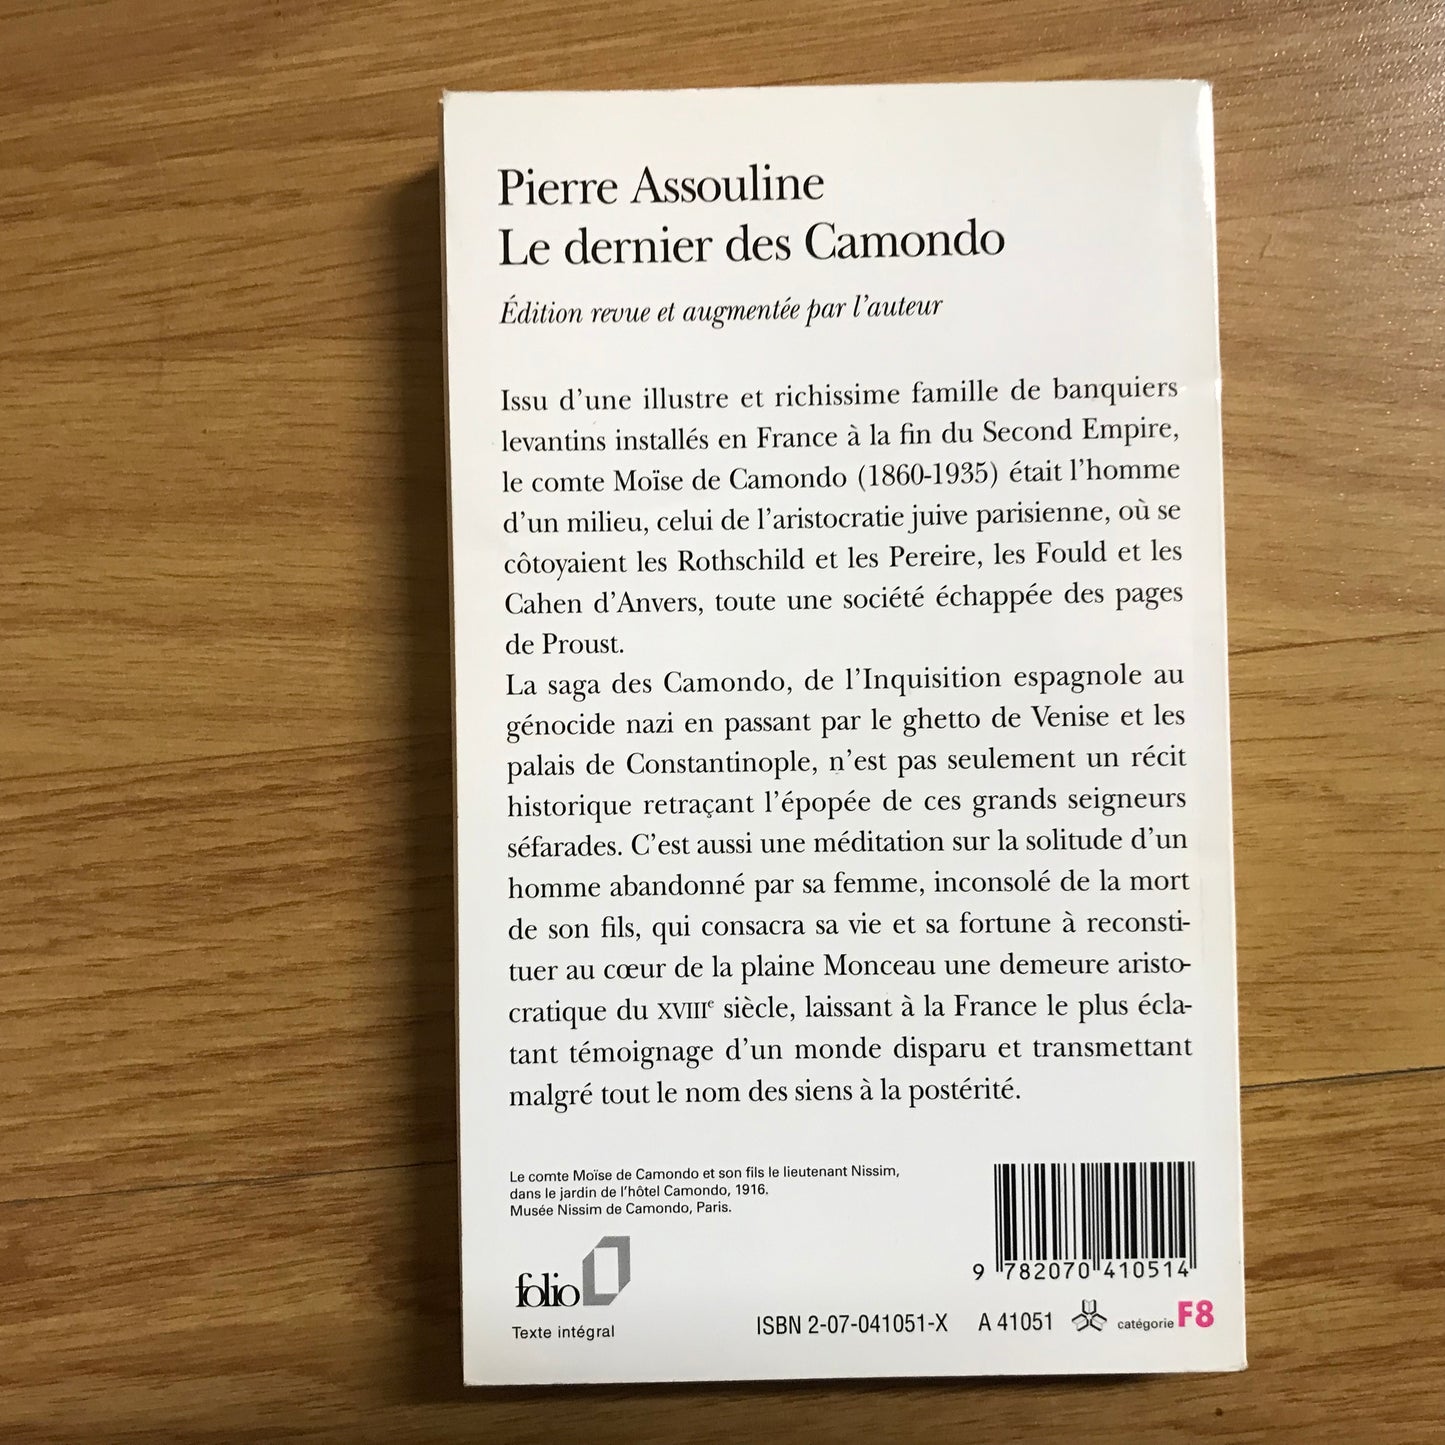 Pierre Assouline
Le dernier des Camondo
Édition revue et augmentée par l'auteur
Issu d'une illustre et richissime famille de banquiers
levantins installés en France à la fin du Second Empire,
le comte Moïse de Camondo (1860-1935) était l'homme
d'un milieu, celui de l'aristocratie juive parisienne, où se
côtoyaient les Rothschild et les Pereire, les Fould et les
Cahen d'Anvers, toute une société échappée des pages
de Proust.
La saga des Camondo, de l'Inquisition espagnole au
génocide nazi en passant par le ghetto de Venise et les
palais de Constantinople, n'est pas seulement un récit
historique retraçant l'épopée de ces grands seigneurs
séfarades. C'est aussi une méditation sur la solitude d'un
homme abandonné par sa femme, inconsolé de la mort
de son fils, qui consacra sa vie et sa fortune à reconsti-
tuer au cœur de la plaine Monceau une demeure aristo-
cratique du XVIIIe siècle, laissant à la France le plus écla-
tant témoignage d'un monde disparu et transmettant
malgré tout le nom des siens à la postérité.
Le comte Moïse de Camondo et son fils le lieutenant Nissim,
dans le jardin de l'hôtel Camondo, 1916.
Musée Nissim de Camondo, Paris.
9 782070 410514
folio
Texte intégral
ISBN 2-07-041051-X A 41051 catégorie F8